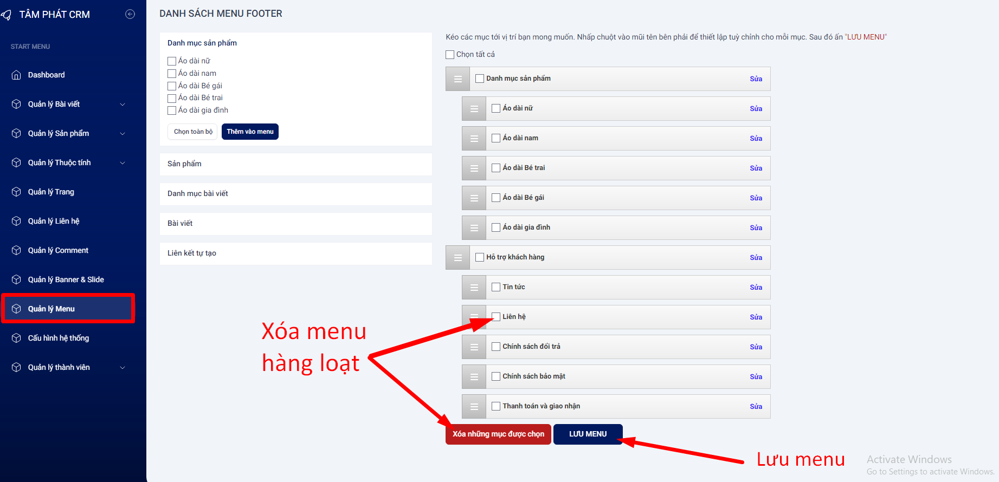 TÂM PHÁT CRM
START MENU
Dashboard
Quản lý Bài viết
Quản lý Sản phẩm
Quản lý Thuộc tính
Quản lý Trang
Quản lý Liên hệ
Quản lý Comment
Quản lý Banner & Slide
Quản lý Menu
Cấu hình hệ thống
Quản lý thành viên
DANH SÁCH MENU FOOTER
Danh mục sản phẩm
Áo dài nữ
Áo dài nam
Áo dài Bé gái
Áo dài Bé trai
Áo dài gia đình
Chọn toàn bộ
Thêm vào menu
Sản phẩm
Danh mục bài viết
Bài viết
Liên kết tự tạo
Kéo các mục tới vị trí bạn mong muốn. Nhấp chuột vào mũi tên bên phải để thiết lập tuỳ chỉnh cho mỗi mục. Sau đó ấn "LƯU MENU"
Chọn tất cả
Danh mục sản phẩm Sửa
Áo dài nữ Sửa
Áo dài nam Sửa
Áo dài Bé trai Sửa
Áo dài Bé gái Sửa
Áo dài gia đình Sửa
Hỗ trợ khách hàng Sửa
Tin tức Sửa
Liên hệ Sửa
Chính sách đổi trả Sửa
Chính sách bảo mật Sửa
Thanh toán và giao nhận Sửa
Xóa menu
hàng loạt
Xóa những mục được chọn
LƯU MENU
Lưu menu
Activate Windows
Go to Settings to activate Windows.